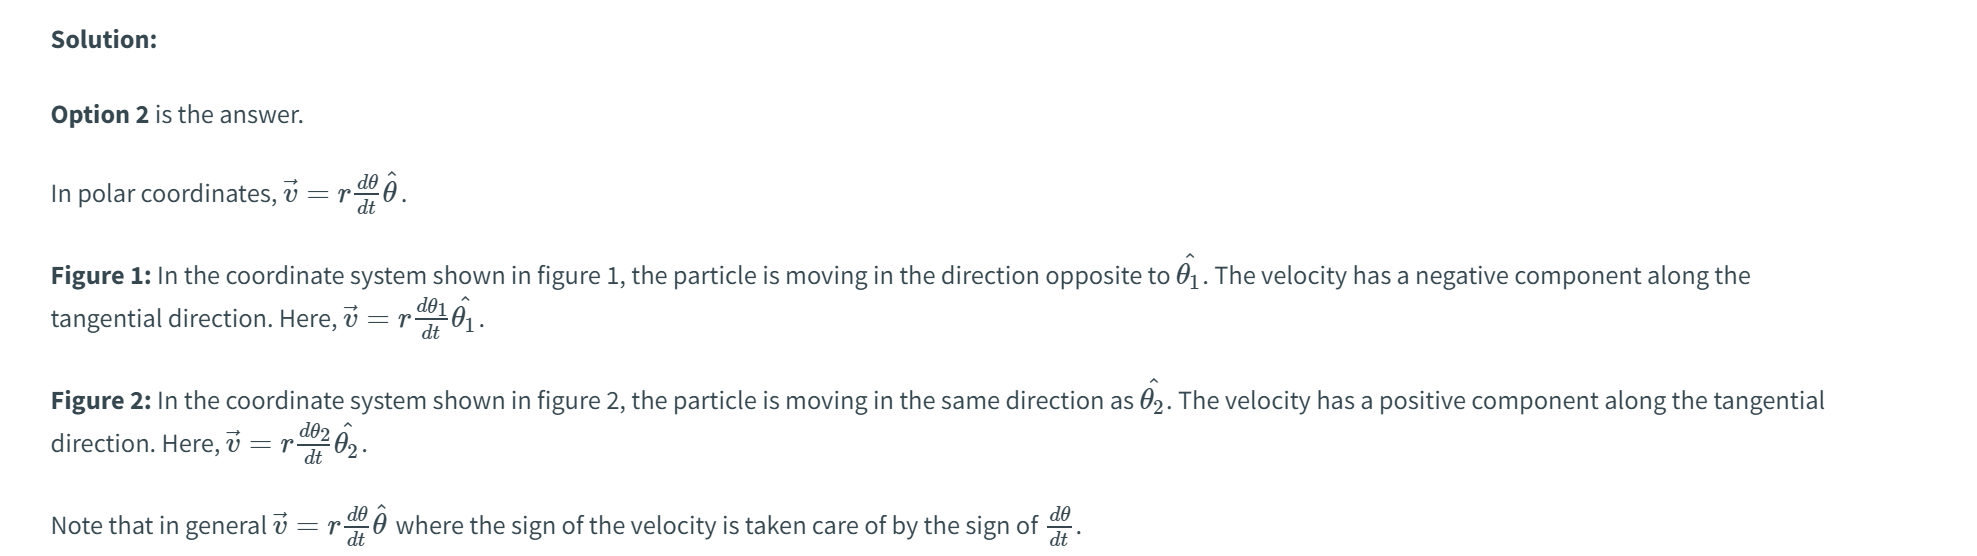 Solution:
Option 2 is the answer.
In polar coordinates, $\vec{v} = r\frac{d\theta}{dt}\hat{\theta}$.
Figure 1: In the coordinate system shown in figure 1, the particle is moving in the direction opposite to $\hat{\theta_1}$. The velocity has a negative component along the
tangential direction. Here, $\vec{v} = r\frac{d\theta_1}{dt}\hat{\theta_1}$.
Figure 2: In the coordinate system shown in figure 2, the particle is moving in the same direction as $\hat{\theta_2}$. The velocity has a positive component along the tangential
direction. Here, $\vec{v} = r\frac{d\theta_2}{dt}\hat{\theta_2}$.
Note that in general $\vec{v} = r\frac{d\theta}{dt}\hat{\theta}$ where the sign of the velocity is taken care of by the sign of $\frac{d\theta}{dt}$.